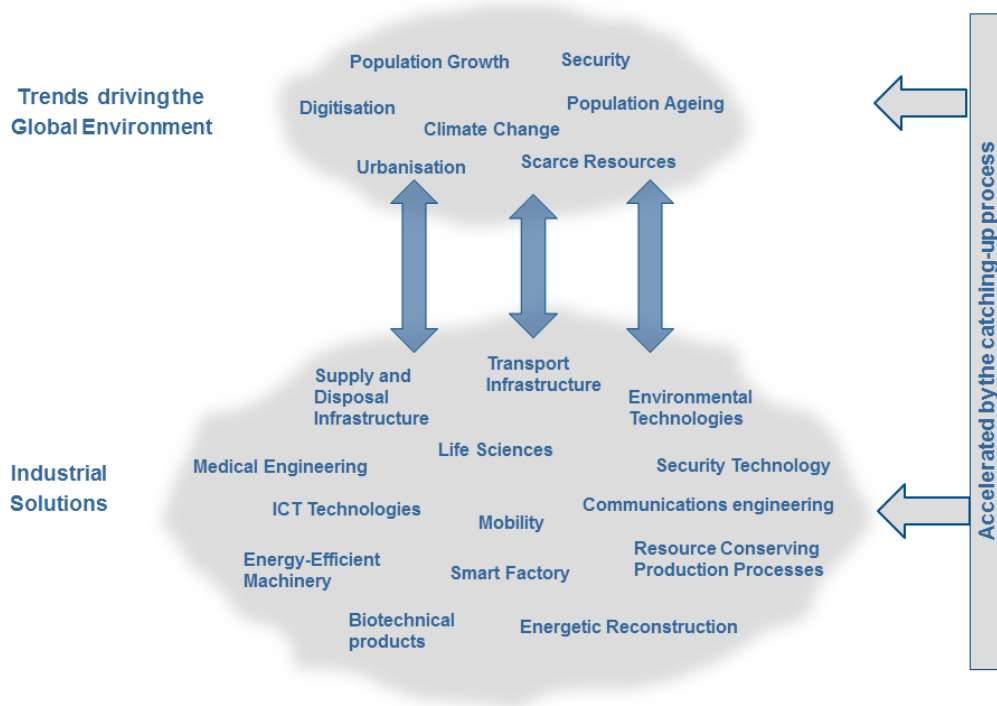 Population Growth
Security
Trends driving the
Global Environment
Digitisation
Population Ageing
Climate Change
Urbanisation
Scarce Resources
Accelerated by the catching-up process
Supply and
Disposal
Infrastructure
Transport
Infrastructure
Environmental
Technologies
Industrial
Solutions
Life Sciences
Medical Engineering
Security Technology
ICT Technologies
Mobility
Communications engineering
Energy-Efficient
Machinery
Smart Factory
Resource Conserving
Production Processes
Biotechnical
products
Energetic Reconstruction